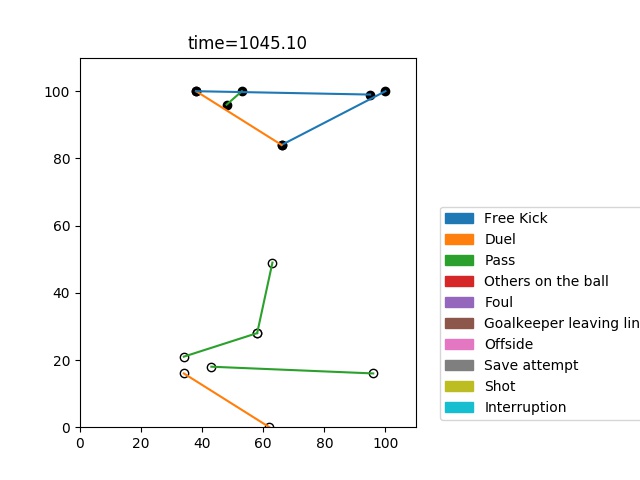 time=1045.10
100
80
60
40
20
0
0 20 40 60 80 100
Free Kick
Duel
Pass
Others on the ball
Foul
Goalkeeper leaving lin
Offside
Save attempt
Shot
Interruption